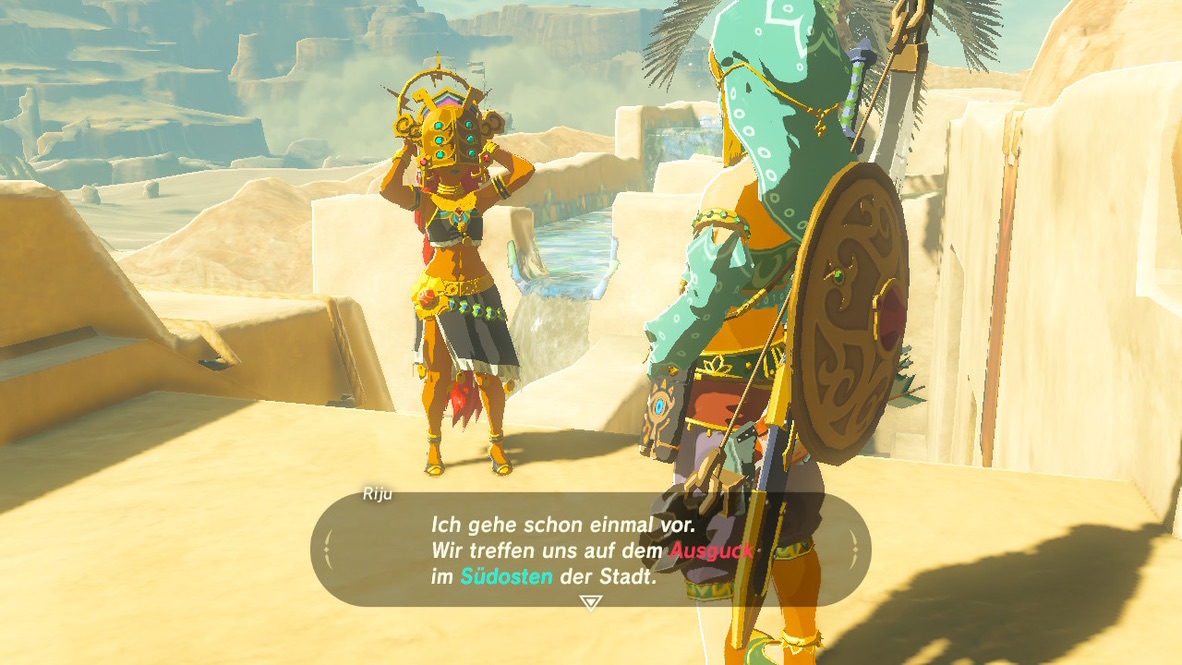 Riju
Ich gehe schon einmal vor.
Wir treffen uns auf dem Ausguck
im Südosten der Stadt.